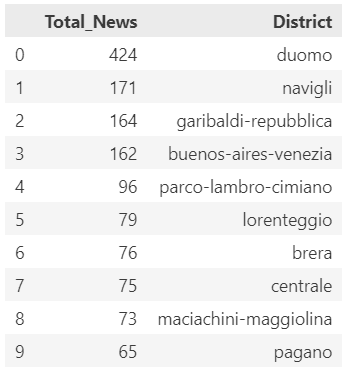 Total_News District
0 424 duomo
1 171 navigli
2 164 garibaldi-repubblica
3 162 buenos-aires-venezia
4 96 parco-lambro-cimiano
5 79 lorenteggio
6 76 brera
7 75 centrale
8 73 maciachini-maggiolina
9 65 pagano